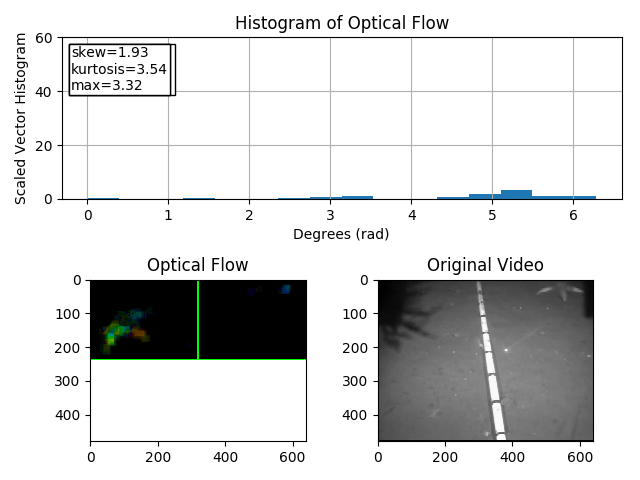 Histogram of Optical Flow
Scaled Vector Histogram
60
40
20
0
skew=1.93
kurtosis=3.54
max=3.32
0 1 2 3 4 5 6
Degrees (rad)
Optical Flow
0
100
200
300
400
0 200 400 600
Original Video
0
100
200
300
400
0 200 400 600